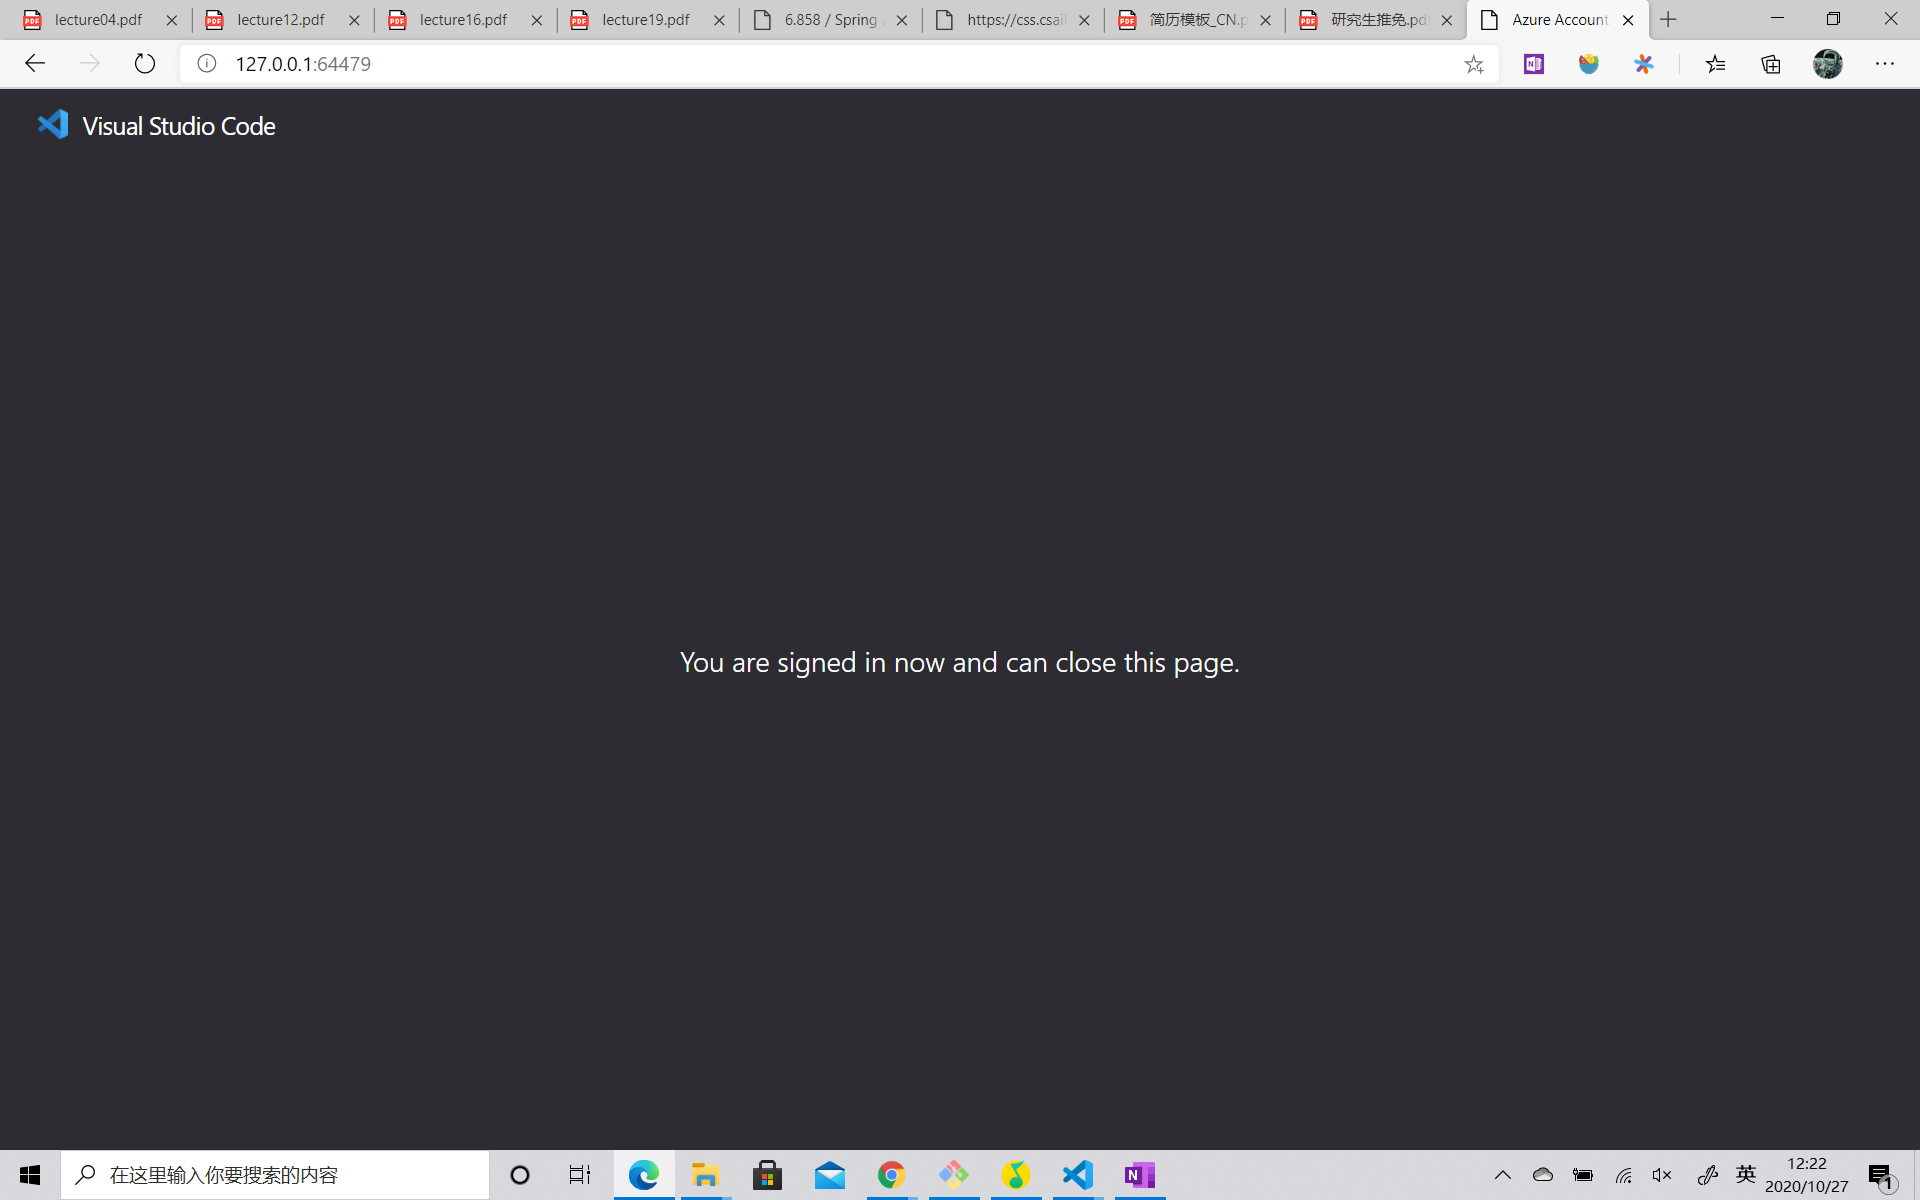 lecture04.pdf
lecture12.pdf
lecture16.pdf
lecture19.pdf
6.858 / Spring
https://css.csail
简历模板_CN.p
研究生推免.pdf
Azure Account
127.0.0.1:64479
Visual Studio Code
You are signed in now and can close this page.
在这里输入你要搜索的内容
英
12:22
2020/10/27
1